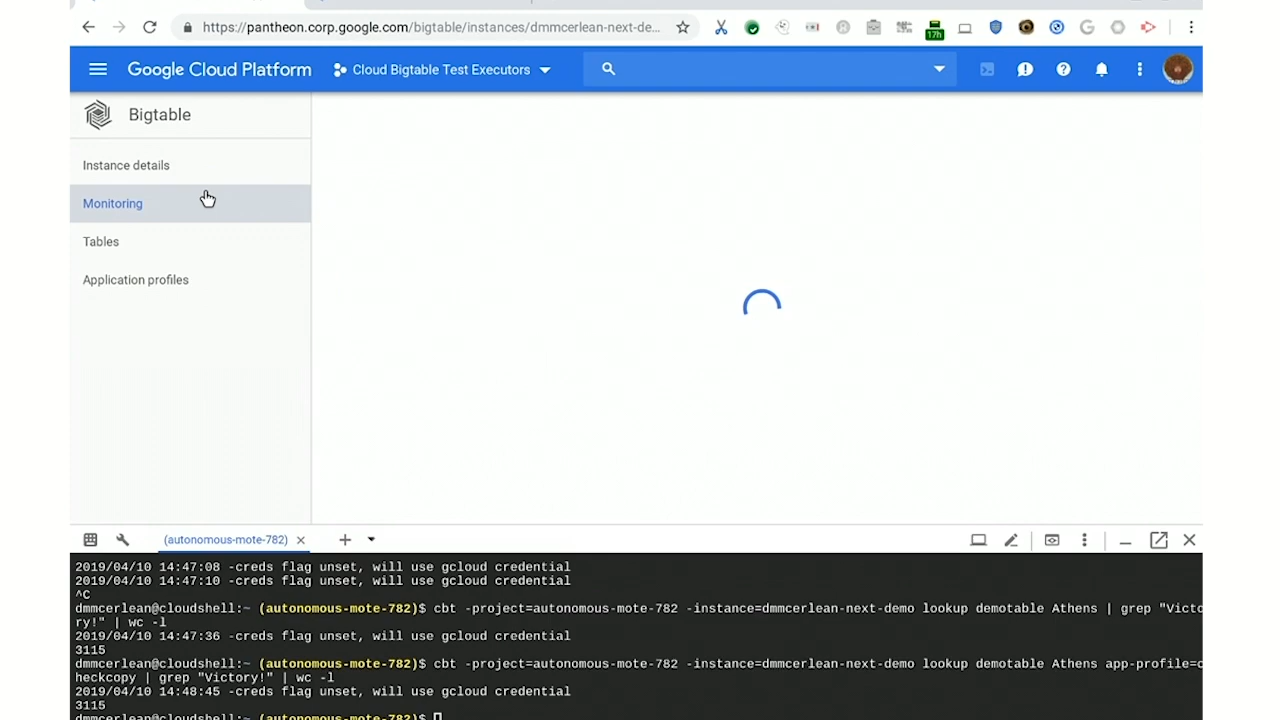 https://pantheon.corp.google.com/bigtable/instances/dmmcerlean-next-de...
17h
Google Cloud Platform
Cloud Bigtable Test Executors
Bigtable
Instance details
Monitoring
Tables
Application profiles
(autonomous-mote-782)
2019/04/10 14:47:08 -creds flag unset, will use gcloud credential
2019/04/10 14:47:10 -creds flag unset, will use gcloud credential
^C
dmmcerlean@cloudshell:~ (autonomous-mote-782)$ cbt -project=autonomous-mote-782 -instance=dmmcerlean-next-demo lookup demotable Athens | grep "Victo
ry!" | wc -l
2019/04/10 14:47:36 -creds flag unset, will use gcloud credential
3115
dmmcerlean@cloudshell:~ (autonomous-mote-782)$ cbt -project=autonomous-mote-782 -instance=dmmcerlean-next-demo lookup demotable Athens app-profile=c
heckcopy | grep "Victory!" | wc -l
2019/04/10 14:48:45 -creds flag unset, will use gcloud credential
3115
dmmcerlean@cloudshell:~ (autonomous-mote-782)$